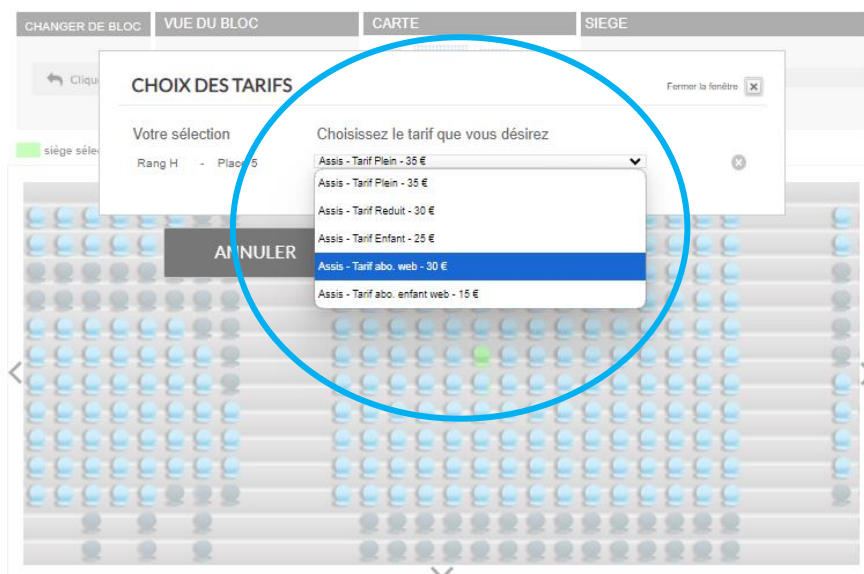 CHANGER DE BLOC
VUE DU BLOC
CARTE
SIEGE
CHOIX DES TARIFS
Fermer la fenêtre
Votre sélection
Choisissez le tarif que vous désirez
siège
Rang H - Place 5
Assis - Tarif Plein - 35 €
Assis - Tarif Plein - 35 €
Assis - Tarif Reduit - 30 €
Assis - Tarif Enfant - 25 €
ANNULER
Assis - Tarif abo. web - 30 €
Assis - Tarif abo. enfant web - 15 €